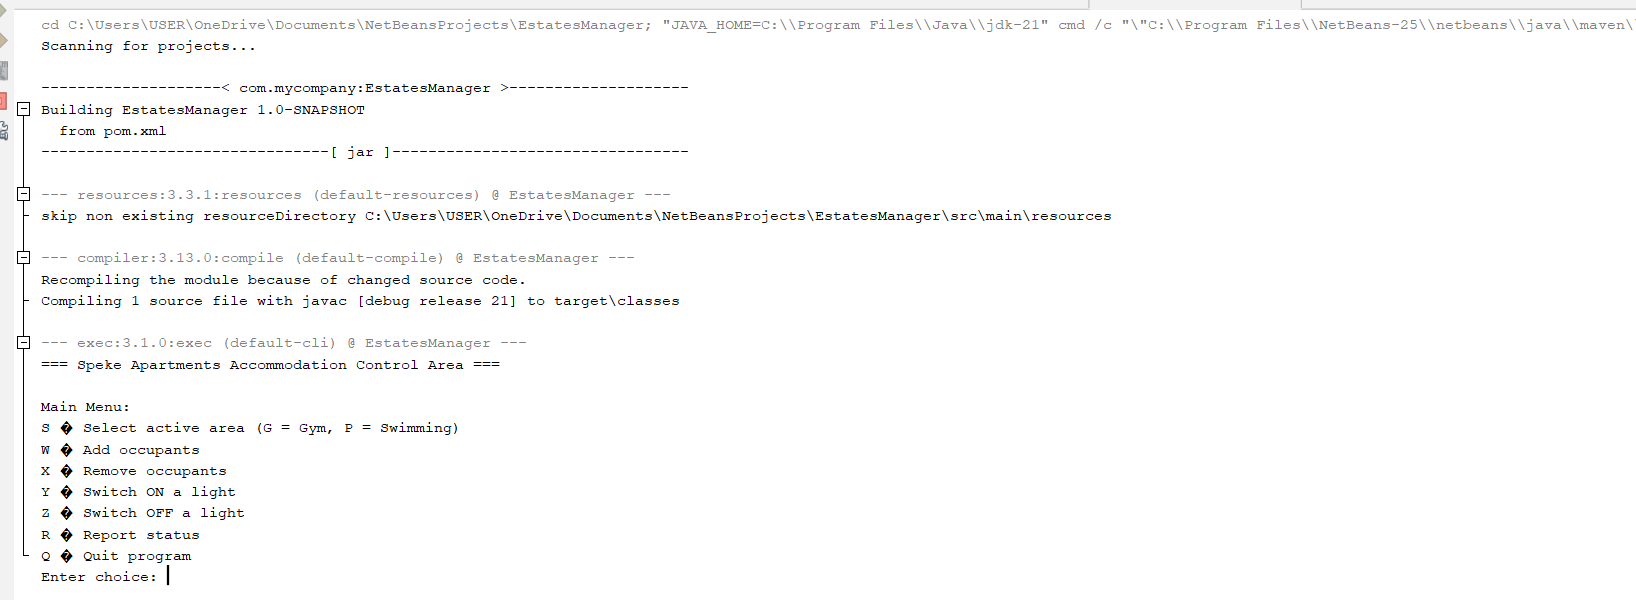 cd C:\Users\USER\OneDrive\Documents\NetBeansProjects\EstatesManager; "JAVA_HOME=C:\\Program Files\\Java\\jdk-21" cmd /c "\"C:\\Program Files\\NetBeans-25\\netbeans\\java\\maven\
Scanning for projects...
--------------------< com.mycompany:EstatesManager >--------------------
Building EstatesManager 1.0-SNAPSHOT
  from pom.xml
--------------------------------[ jar ]---------------------------------
--- resources:3.3.1:resources (default-resources) @ EstatesManager ---
skip non existing resourceDirectory C:\Users\USER\OneDrive\Documents\NetBeansProjects\EstatesManager\src\main\resources
--- compiler:3.13.0:compile (default-compile) @ EstatesManager ---
Recompiling the module because of changed source code.
Compiling 1 source file with javac [debug release 21] to target\classes
--- exec:3.1.0:exec (default-cli) @ EstatesManager ---
=== Speke Apartments Accommodation Control Area ===
Main Menu:
S � Select active area (G = Gym, P = Swimming)
W � Add occupants
X � Remove occupants
Y � Switch ON a light
Z � Switch OFF a light
R � Report status
Q � Quit program
Enter choice: